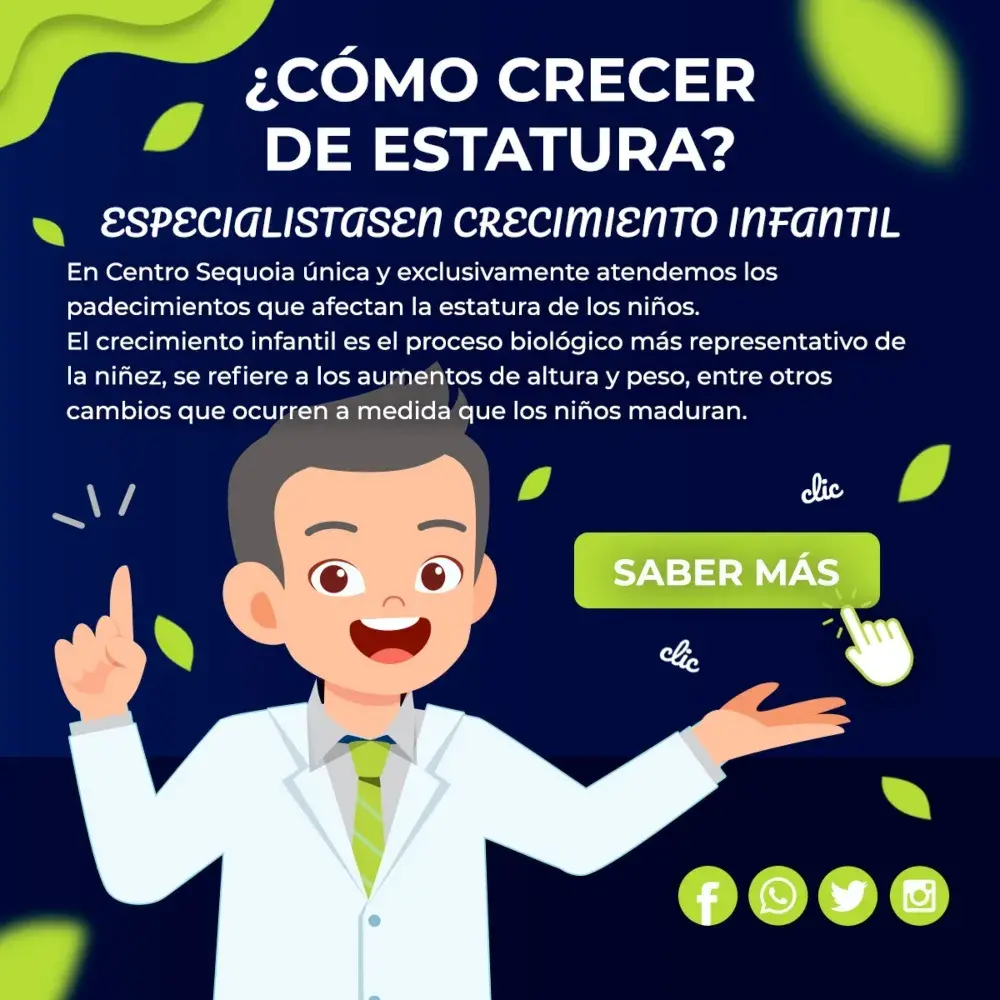 ¿CÓMO CRECER
DE ESTATURA?
ESPECIALISTASEN CRECIMIENTO INFANTIL
En Centro Sequoia única y exclusivamente atendemos los
padecimientos que afectan la estatura de los niños.
El crecimiento infantil es el proceso biológico más representativo de
la niñez, se refiere a los aumentos de altura y peso, entre otros
cambios que ocurren a medida que los niños maduran.
clic
SABER MÁS
clic